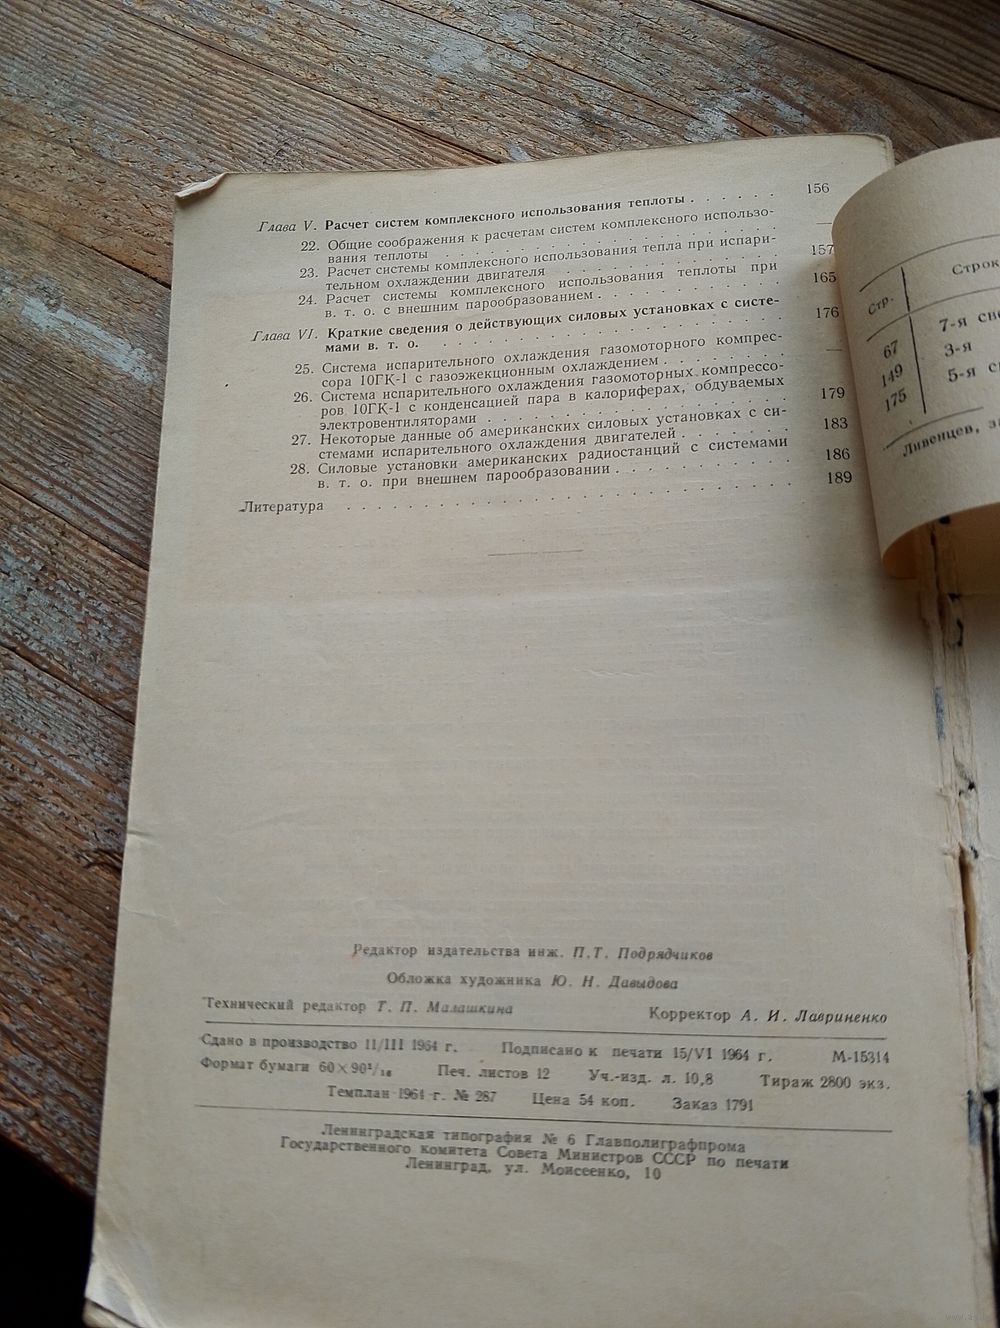 Глава V. Расчет систем комплексного использования теплоты . . . . . . 156
22. Общие соображения к расчетам систем комплексного использо-
вания теплоты . . . . . . . . . . . . . . . . . . . —
23. Расчет системы комплексного использования тепла при испари-
тельном охлаждении двигателя . . . . . . . . . . . . 157
24. Расчет системы комплексного использования теплоты при
в. т. о. с внешним парообразованием . . . . . . . . . . 165
Глава VI. Краткие сведения о действующих силовых установках с систе-
мами в. т. о. . . . . . . . . . . . . . . . . . . . . 176
25. Система испарительного охлаждения газомоторного компрес-
сора 10ГК-1 с газоэжекционным охлаждением . . . . . . . —
26. Система испарительного охлаждения газомоторных компрессо-
ров 10ГК-1 с конденсацией пара в калориферах, обдуваемых
электровентиляторами . . . . . . . . . . . . . . . . 179
27. Некоторые данные об американских силовых установках с си-
стемами испарительного охлаждения двигателей . . . . . . 183
28. Силовые установки американских радиостанций с системами
в. т. о. при внешнем парообразовании . . . . . . . . . . 186
Литература . . . . . . . . . . . . . . . . . . . . . . . 189
Редактор издательства инж. П. Т. Подрядчиков
Обложка художника Ю. Н. Давыдова
Технический редактор Т. П. Малашкина Корректор А. И. Лавриненко
Сдано в производство 11/III 1964 г. Подписано к печати 15/VI 1964 г. М-15314
Формат бумаги 60×90¹/₁₆ Печ. листов 12 Уч.-изд. л. 10,8 Тираж 2800 экз.
Темплан 1964 г. № 287 Цена 54 коп. Заказ 1791
Ленинградская типография № 6 Главполиграфпрома
Государственного комитета Совета Министров СССР по печати
Ленинград, ул. Моисеенко, 10
Стр. Строк
67 7-я
149 3-я
175 5-я
Ливенцев,